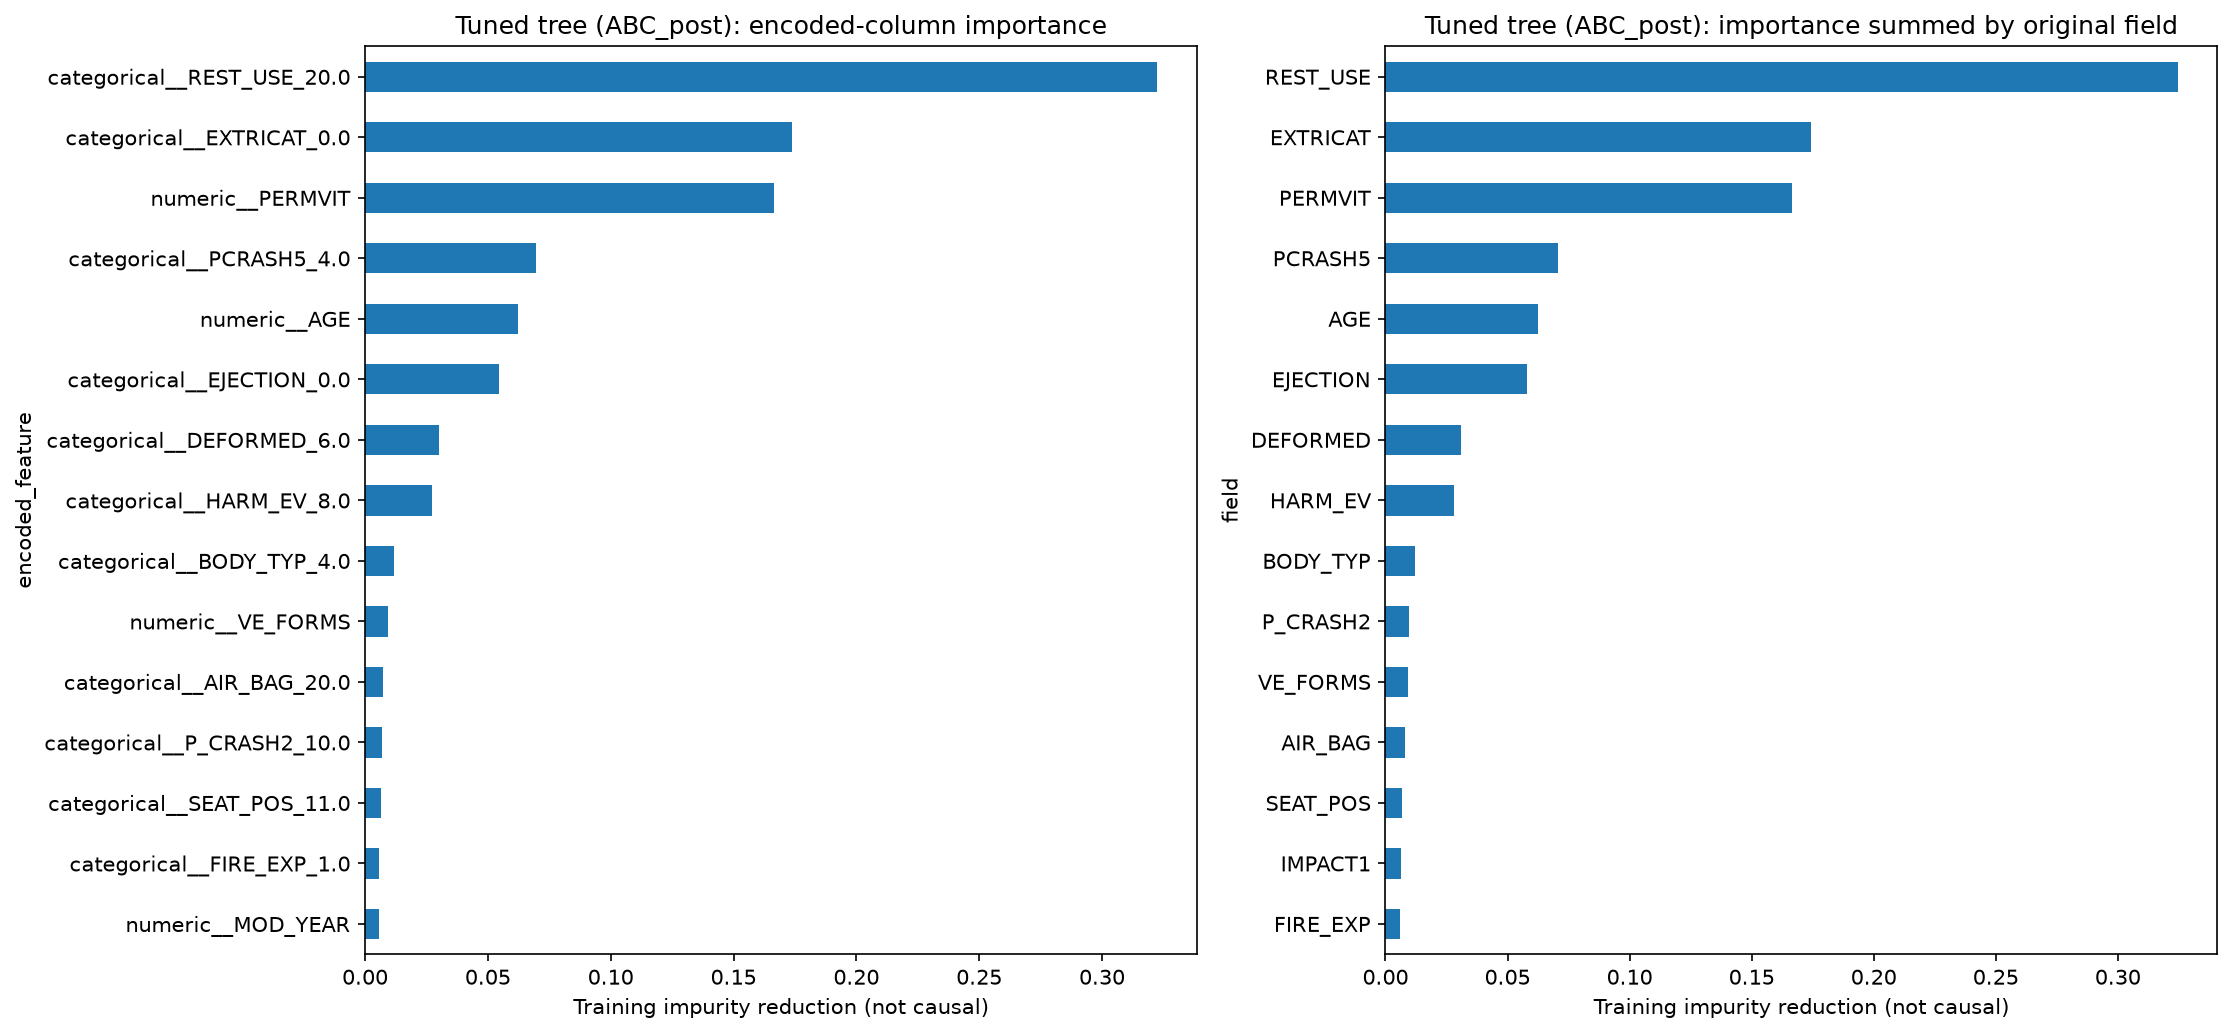 Tuned tree (ABC_post): encoded-column importance
encoded_feature
categorical__REST_USE_20.0
categorical__EXTRICAT_0.0
numeric__PERMVIT
categorical__PCRASH5_4.0
numeric__AGE
categorical__EJECTION_0.0
categorical__DEFORMED_6.0
categorical__HARM_EV_8.0
categorical__BODY_TYP_4.0
numeric__VE_FORMS
categorical__AIR_BAG_20.0
categorical__P_CRASH2_10.0
categorical__SEAT_POS_11.0
categorical__FIRE_EXP_1.0
numeric__MOD_YEAR
0.00 0.05 0.10 0.15 0.20 0.25 0.30
Training impurity reduction (not causal)
Tuned tree (ABC_post): importance summed by original field
field
REST_USE
EXTRICAT
PERMVIT
PCRASH5
AGE
EJECTION
DEFORMED
HARM_EV
BODY_TYP
P_CRASH2
VE_FORMS
AIR_BAG
SEAT_POS
IMPACT1
FIRE_EXP
0.00 0.05 0.10 0.15 0.20 0.25 0.30
Training impurity reduction (not causal)